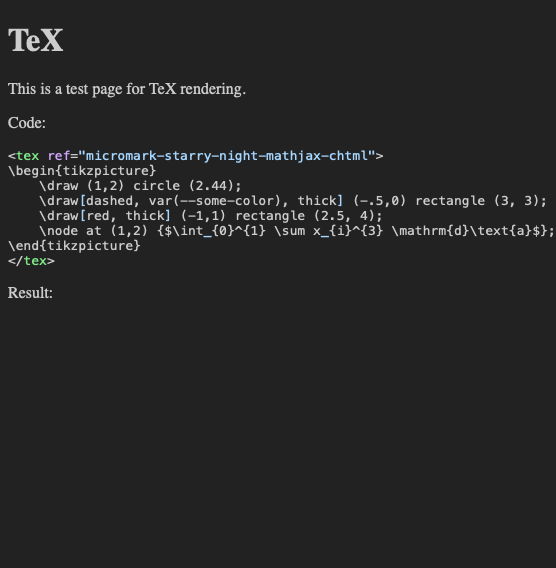 TeX
This is a test page for TeX rendering.
Code:
<tex ref="micromark-starry-night-mathjax-chtml">
\begin{tikzpicture}
    \draw (1,2) circle (2.44);
    \draw[dashed, var(--some-color), thick] (-.5,0) rectangle (3, 3);
    \draw[red, thick] (-1,1) rectangle (2.5, 4);
    \node at (1,2) {$\int_{0}^{1} \sum x_{i}^{3} \mathrm{d}\text{a}$};
\end{tikzpicture}
</tex>
Result: